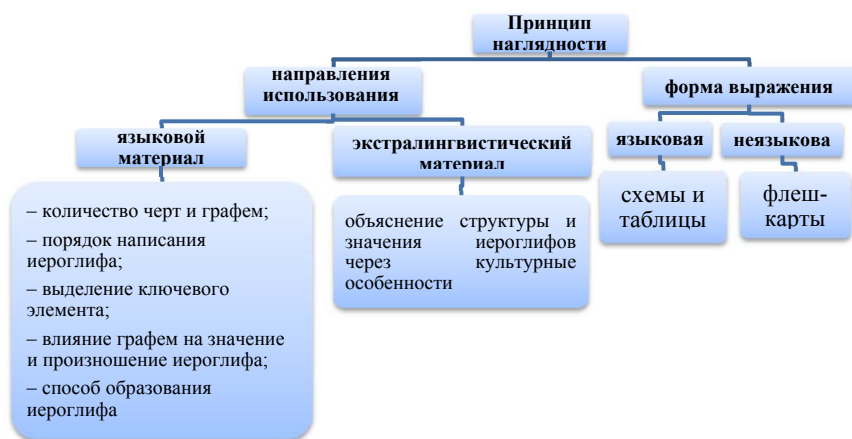 Принцип
наглядности
направления
использования
форма выражения
языковой
материал
экстралингвистический
материал
языковая
неязыкова
– количество черт и графем;
– порядок написания
иероглифа;
– выделение ключевого
элемента;
– влияние графем на значение
и произношение иероглифа;
– способ образования
иероглифа
объяснение структуры и
значения иероглифов
через культурные
особенности
схемы и
таблицы
флеш-
карты